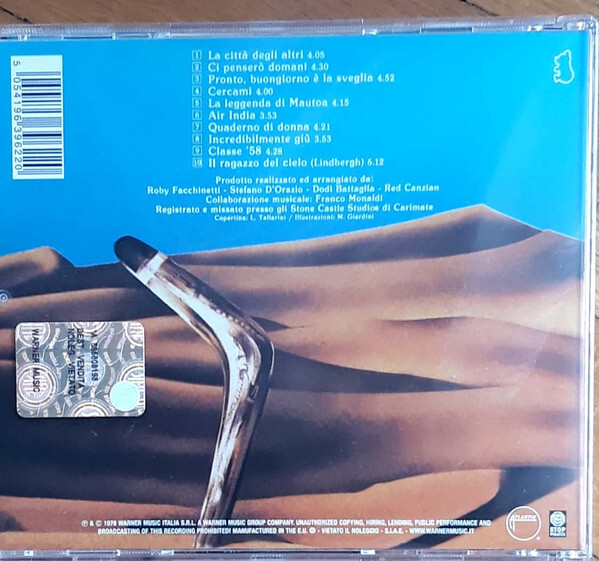 1 La città degli altri 4.05
2 Ci penserò domani 4.30
3 Pronto, buongiorno è la sveglia 4.52
4 Cercami 4.00
5 La leggenda di Mautoa 4.15
6 Air India 3.53
7 Quaderno di donna 4.21
8 Incredibilmente giù 3.53
9 Classe '58 4.28
10 Il ragazzo del cielo (Lindbergh) 6.12
Prodotto realizzato ed arrangiato da:
Roby Facchinetti - Stefano D'Orazio - Dodi Battaglia - Red Canzian
Collaborazione musicale: Franco Monaldi
Registrato e missato presso gli Stone Castle Studios di Carimate
Copertina: L. Tallarini / Illustrazioni: M. Giardini
5 054196 396220
WARNER MUSIC
VIETATO
℗ & © 1978 WARNER MUSIC ITALIA S.R.L. A WARNER MUSIC GROUP COMPANY. UNAUTHORIZED COPYING, HIRING, LENDING, PUBLIC PERFORMANCE AND
BROADCASTING OF THIS RECORDING PROHIBITED! MANUFACTURED IN THE E.U. - VIETATO IL NOLEGGIO - S.I.A.E. - WWW.WARNERMUSIC.IT
ATLANTIC